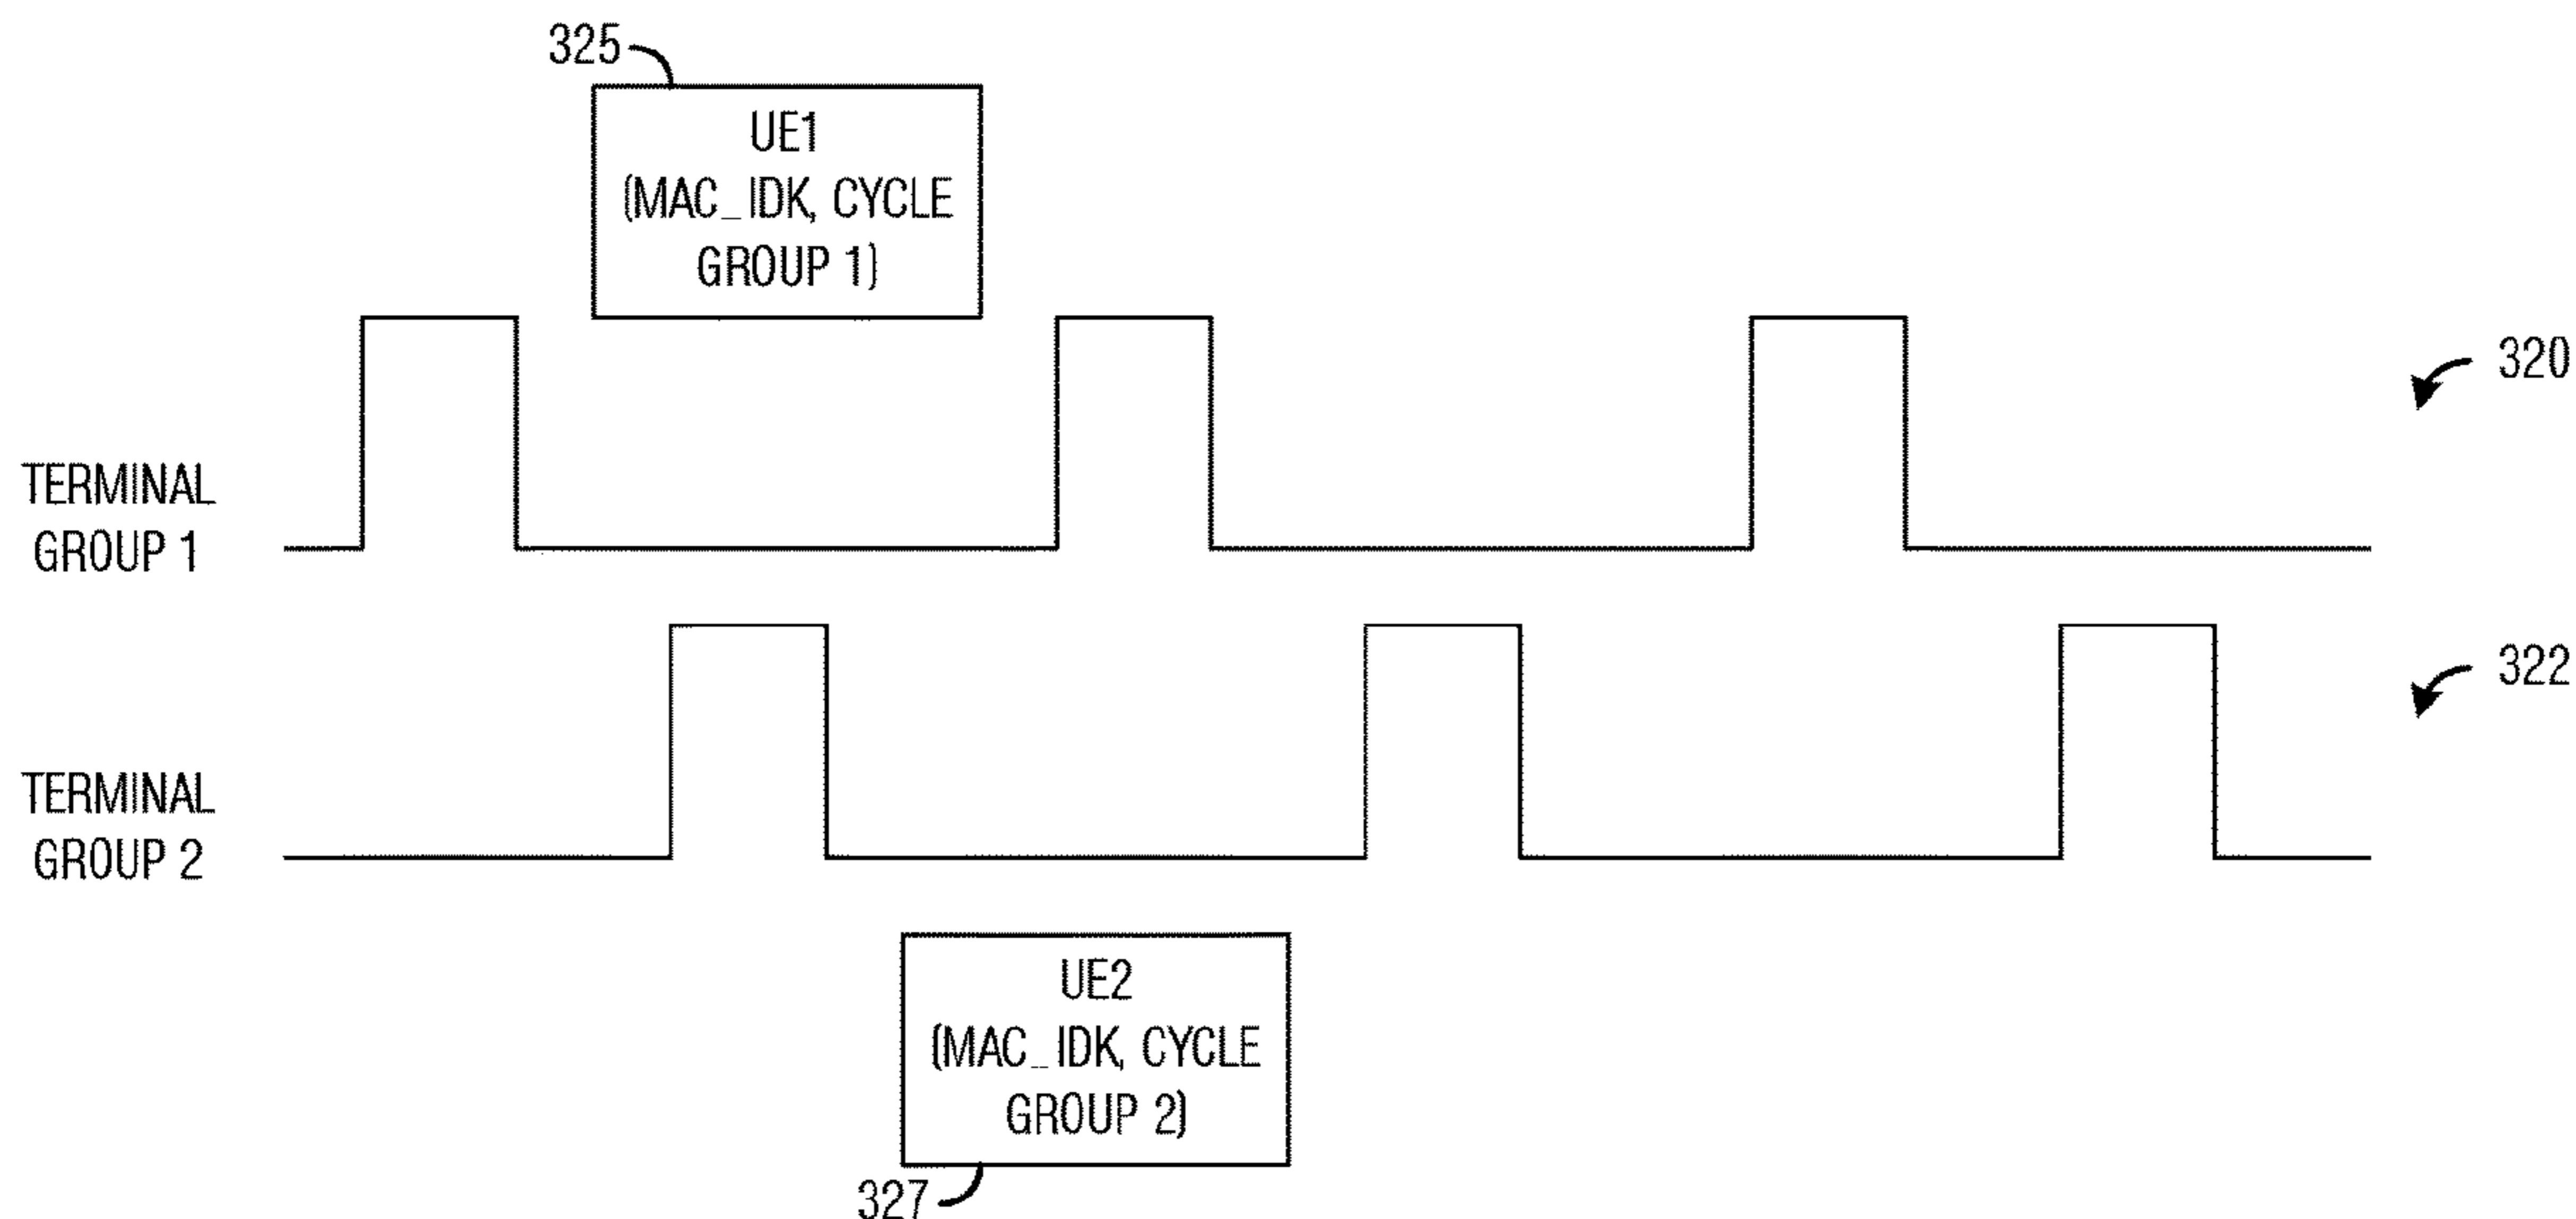 325
UE1
(MAC_IDK, CYCLE
GROUP 1)
320
TERMINAL
GROUP 1
322
TERMINAL
GROUP 2
UE2
(MAC_IDK, CYCLE
GROUP 2)
327